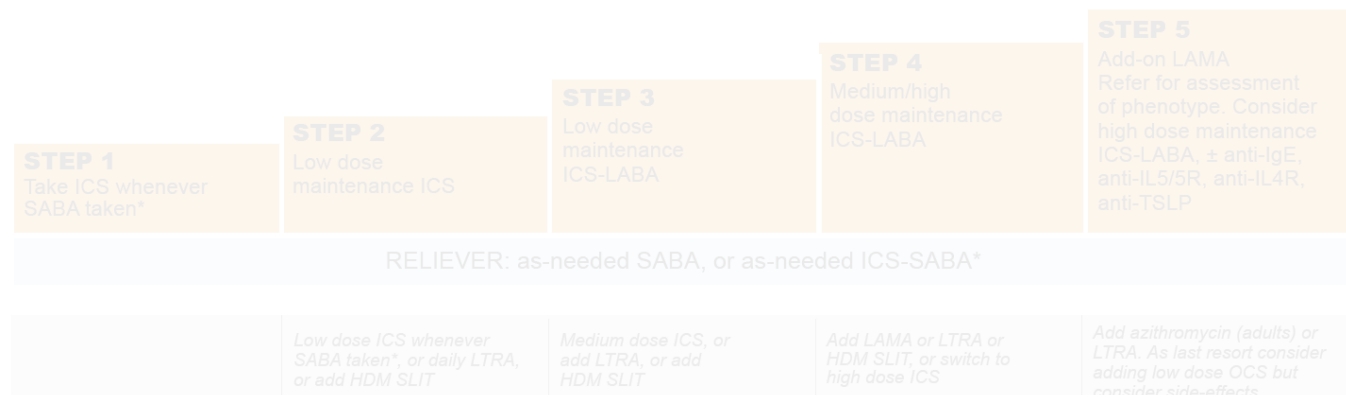 STEP 1
Take ICS whenever
SABA taken*
STEP 2
Low dose
maintenance ICS
STEP 3
Low dose
maintenance
ICS-LABA
STEP 4
Medium/high
dose maintenance
ICS-LABA
STEP 5
Add-on LAMA
Refer for assessment
of phenotype. Consider
high dose maintenance
ICS-LABA, ± anti-IgE,
anti-IL5/5R, anti-IL4R,
anti-TSLP
RELIEVER: as-needed SABA, or as-needed ICS-SABA*
Low dose ICS whenever
SABA taken*, or daily LTRA,
or add HDM SLIT
Medium dose ICS, or
add LTRA, or add
HDM SLIT
Add LAMA or LTRA or
HDM SLIT, or switch to
high dose ICS
Add azithromycin (adults) or
LTRA. As last resort consider
adding low dose OCS but
consider side-effects